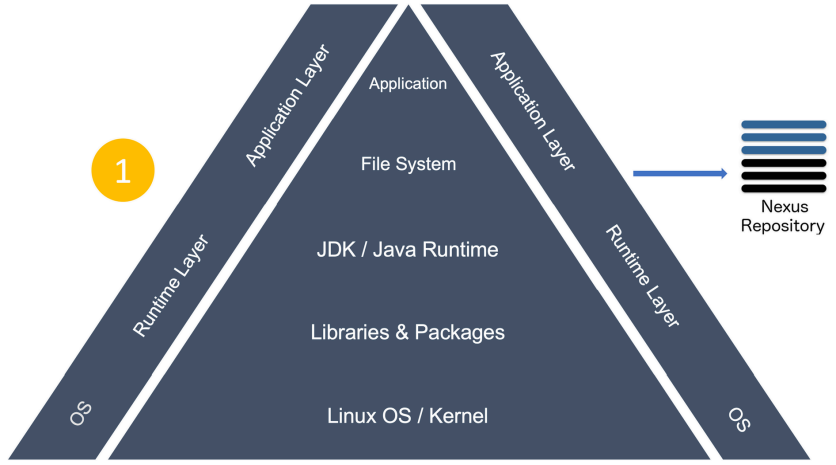 1
Application Layer
Runtime Layer
OS
Application
File System
JDK / Java Runtime
Libraries & Packages
Linux OS / Kernel
Application Layer
Runtime Layer
OS
Nexus
Repository